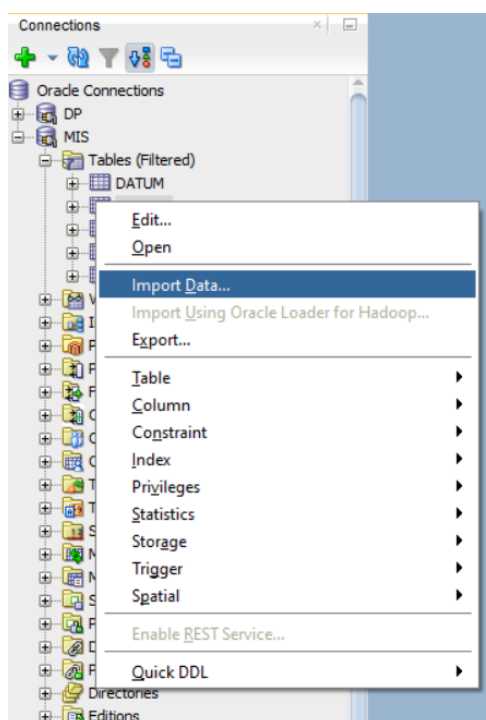 Connections
Oracle Connections
DP
MIS
Tables (Filtered)
DATUM
Edit...
Open
Import Data...
Import Using Oracle Loader for Hadoop...
Export...
Table
Column
Constraint
Index
Privileges
Statistics
Storage
Trigger
Spatial
Enable REST Service...
Quick DDL
Directories
Editions